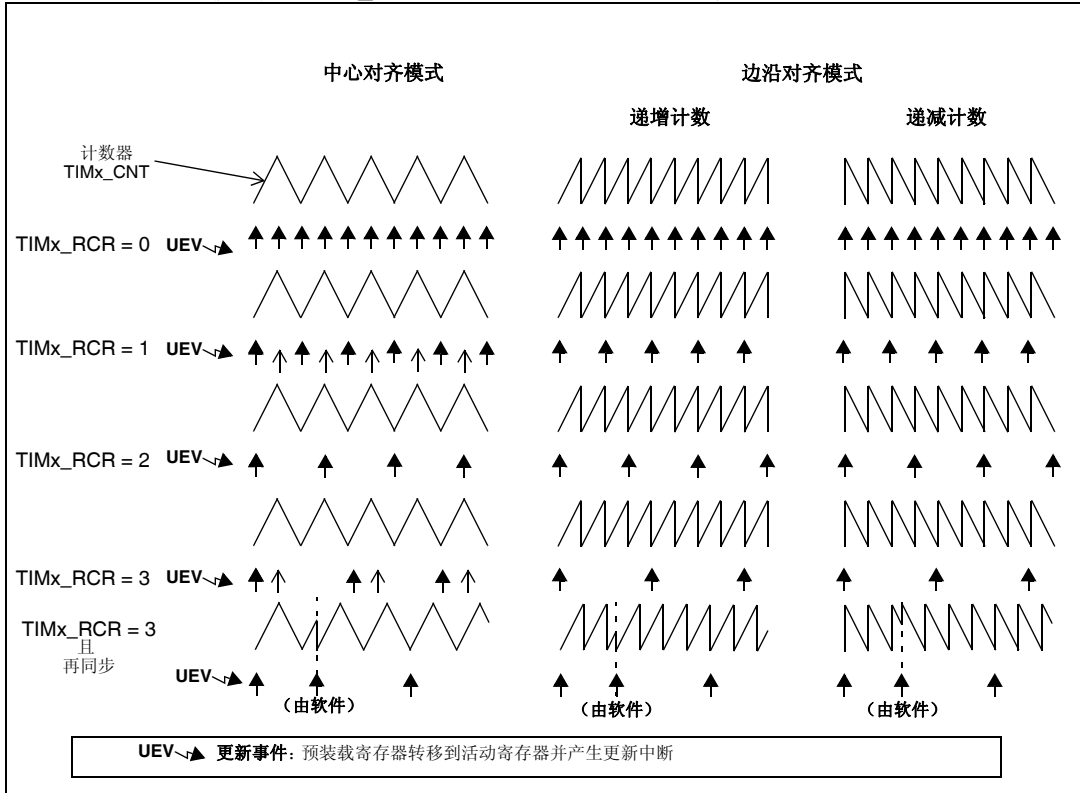 中心对齐模式
边沿对齐模式
递增计数
递减计数
计数器
TIMx_CNT
TIMx_RCR = 0 UEV
TIMx_RCR = 1 UEV
TIMx_RCR = 2 UEV
TIMx_RCR = 3 UEV
TIMx_RCR = 3
且
再同步
UEV
（由软件） （由软件） （由软件）
UEV 更新事件：预装载寄存器转移到活动寄存器并产生更新中断